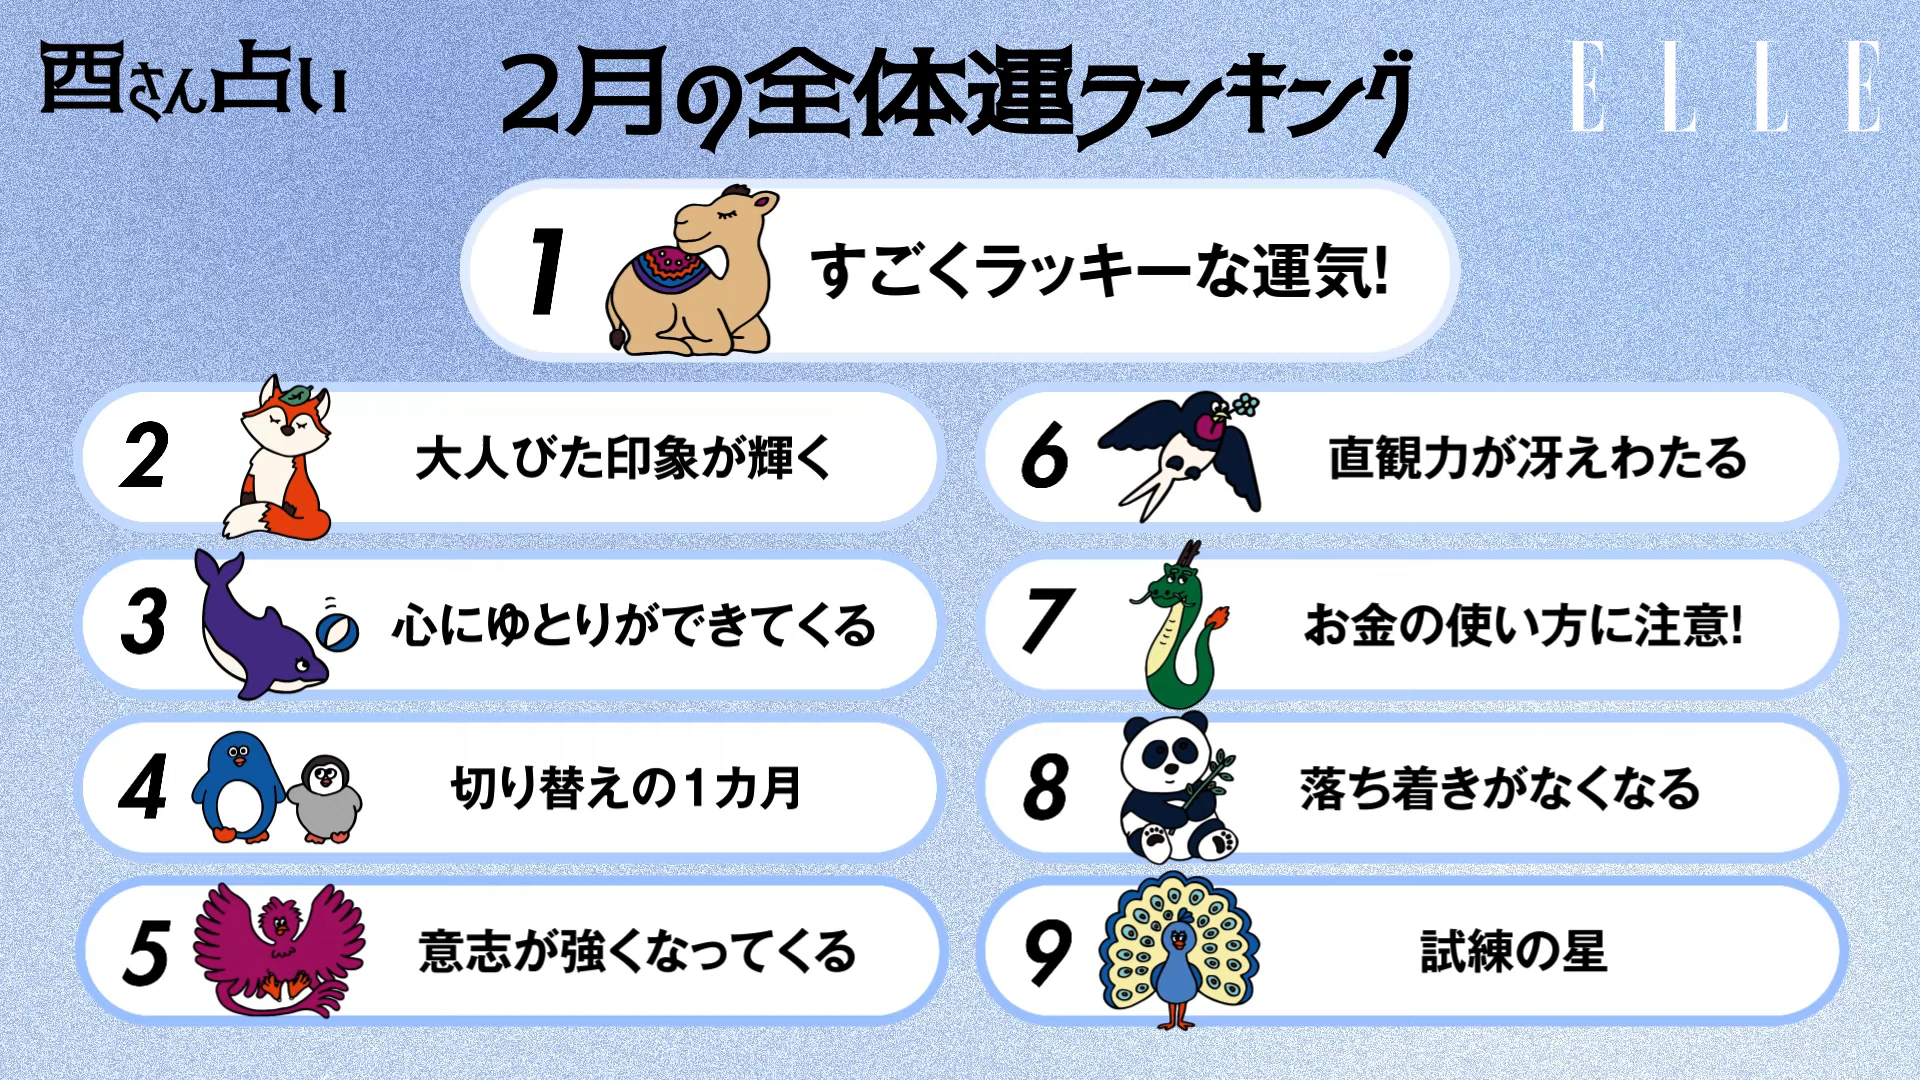 酉さん占い
2月の全体運ランキング
ELLE
1 すごくラッキーな運気!
2 大人びた印象が輝く
3 心にゆとりができてくる
4 切り替えの1カ月
5 意志が強くなってくる
6 直観力が冴えわたる
7 お金の使い方に注意!
8 落ち着きがなくなる
9 試練の星